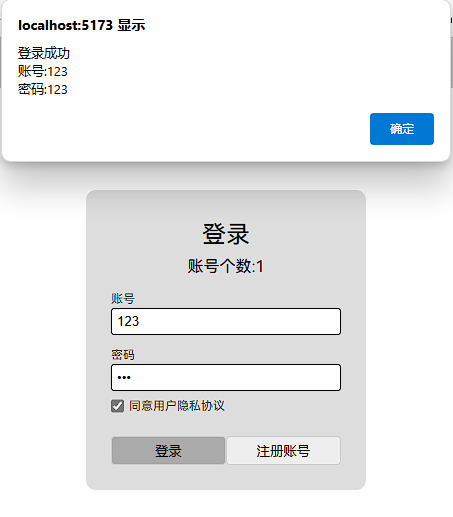 localhost:5173 显示
登录成功
账号:123
密码:123
确定
登录
账号个数:1
账号
123
密码
•••
同意用户隐私协议
登录 注册账号